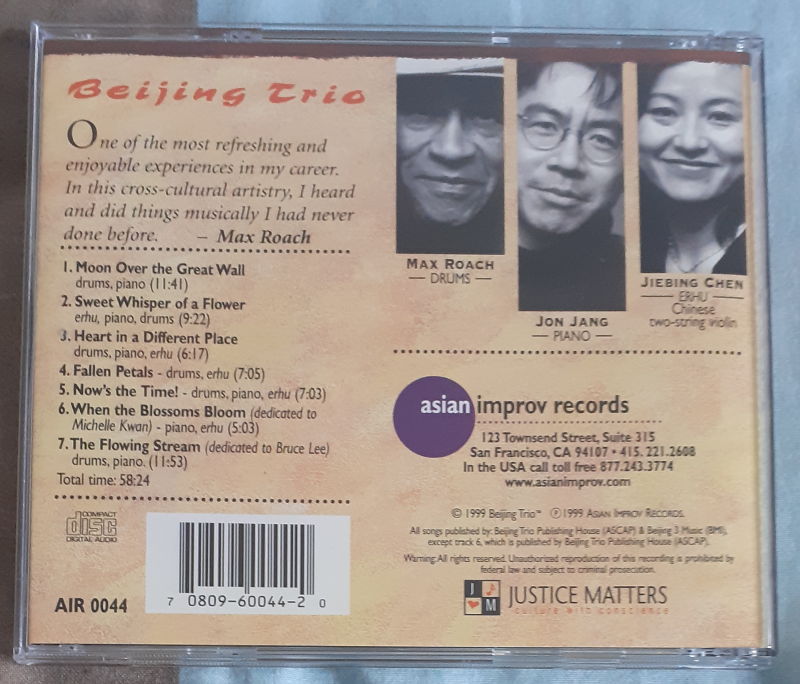 Beijing Trio
One of the most refreshing and
enjoyable experiences in my career.
In this cross-cultural artistry, I heard
and did things musically I had never
done before. – Max Roach
1. Moon Over the Great Wall
drums, piano (11:41)
2. Sweet Whisper of a Flower
erhu, piano, drums (9:22)
3. Heart in a Different Place
drums, piano, erhu (6:17)
4. Fallen Petals - drums, erhu (7:05)
5. Now's the Time! - drums, piano, erhu (7:03)
6. When the Blossoms Bloom (dedicated to
Michelle Kwan) - piano, erhu (5:03)
7. The Flowing Stream (dedicated to Bruce Lee)
drums, piano. (11:53)
Total time: 58:24
COMPACT
disc
DIGITAL AUDIO
AIR 0044
7 0809-60044-2 0
MAX ROACH
— DRUMS —
JON JANG
— PIANO —
JIEBING CHEN
— ERHU —
Chinese
two-string violin
asian improv records
123 Townsend Street, Suite 315
San Francisco, CA 94107 • 415. 221.2608
In the USA call toll free 877.243.3774
www.asianimprov.com
© 1999 Beijing Trio™ ℗ 1999 ASIAN IMPROV RECORDS.
All songs published by: Beijing Trio Publishing House (ASCAP) & Beijing 3 Music (BMI),
except track 6, which is published by Beijing Trio Publishing House (ASCAP).
Warning: All rights reserved. Unauthorized reproduction of this recording is prohibited by
federal law and subject to criminal prosecution.
J M
JUSTICE MATTERS
culture with conscience